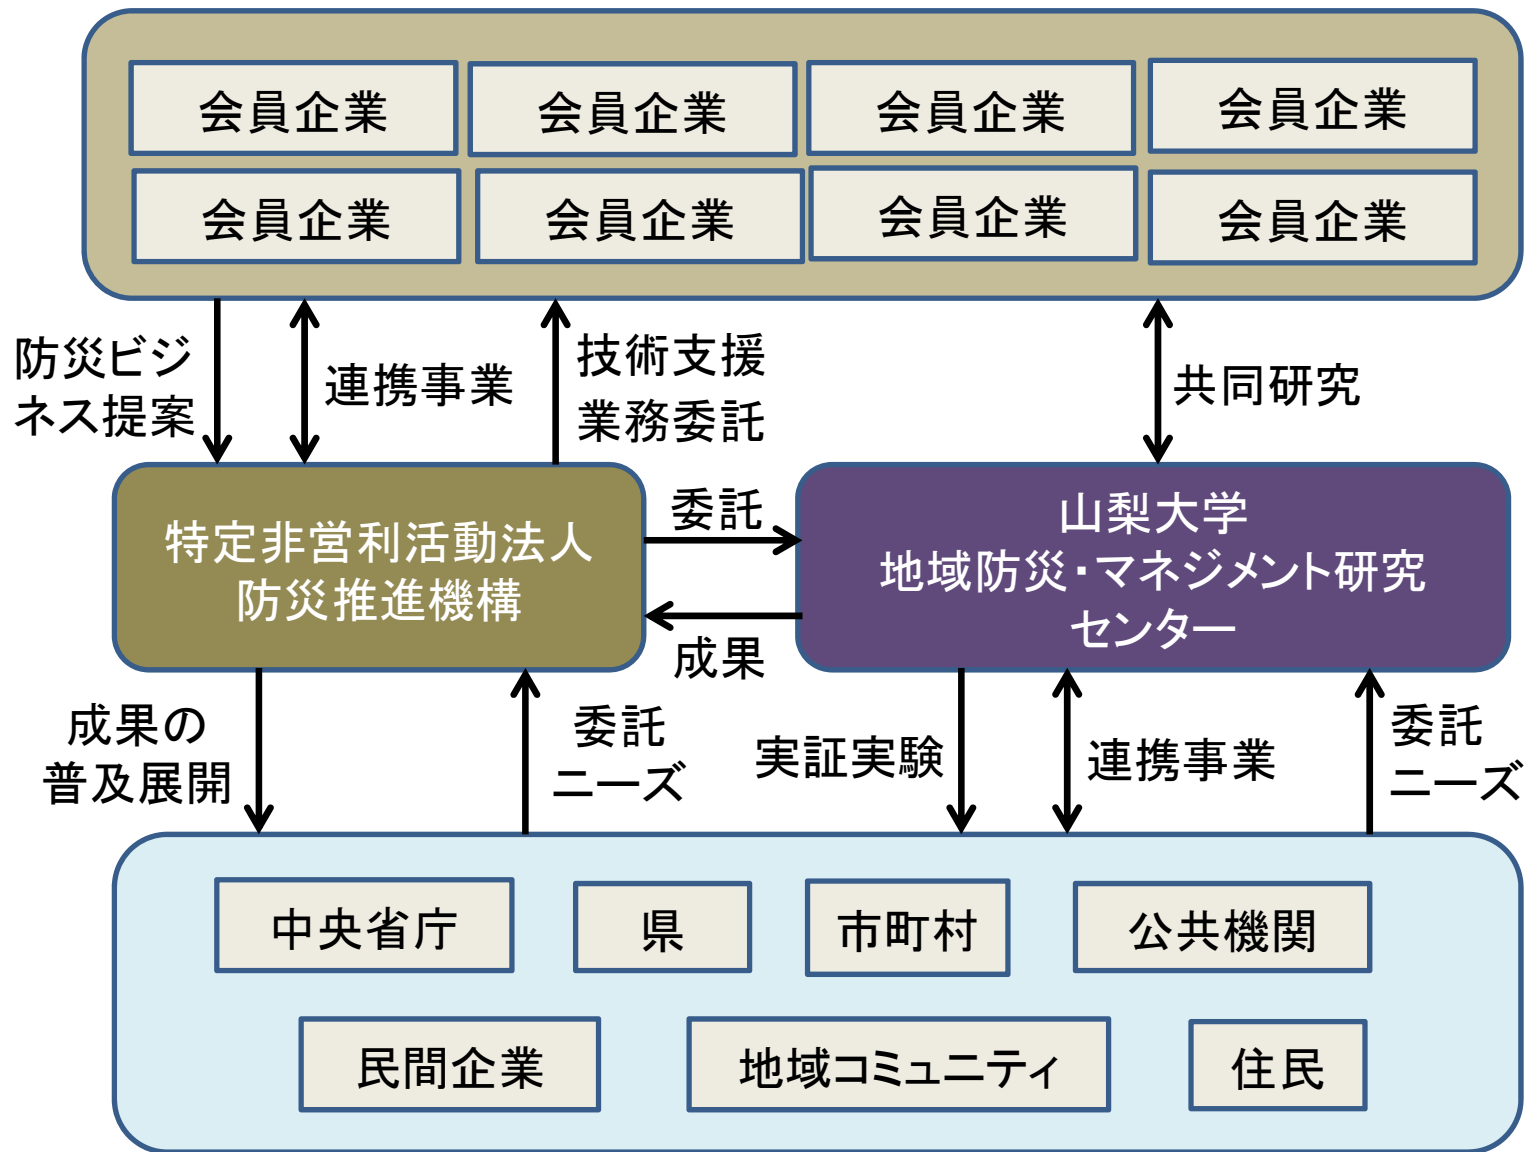 会員企業
会員企業
会員企業
会員企業
会員企業
会員企業
会員企業
会員企業
防災ビジ
ネス提案
連携事業
技術支援
業務委託
共同研究
特定非営利活動法人
防災推進機構
委託
成果
山梨大学
地域防災・マネジメント研究
センター
成果の
普及展開
委託
ニーズ
実証実験
連携事業
委託
ニーズ
中央省庁
県
市町村
公共機関
民間企業
地域コミュニティ
住民